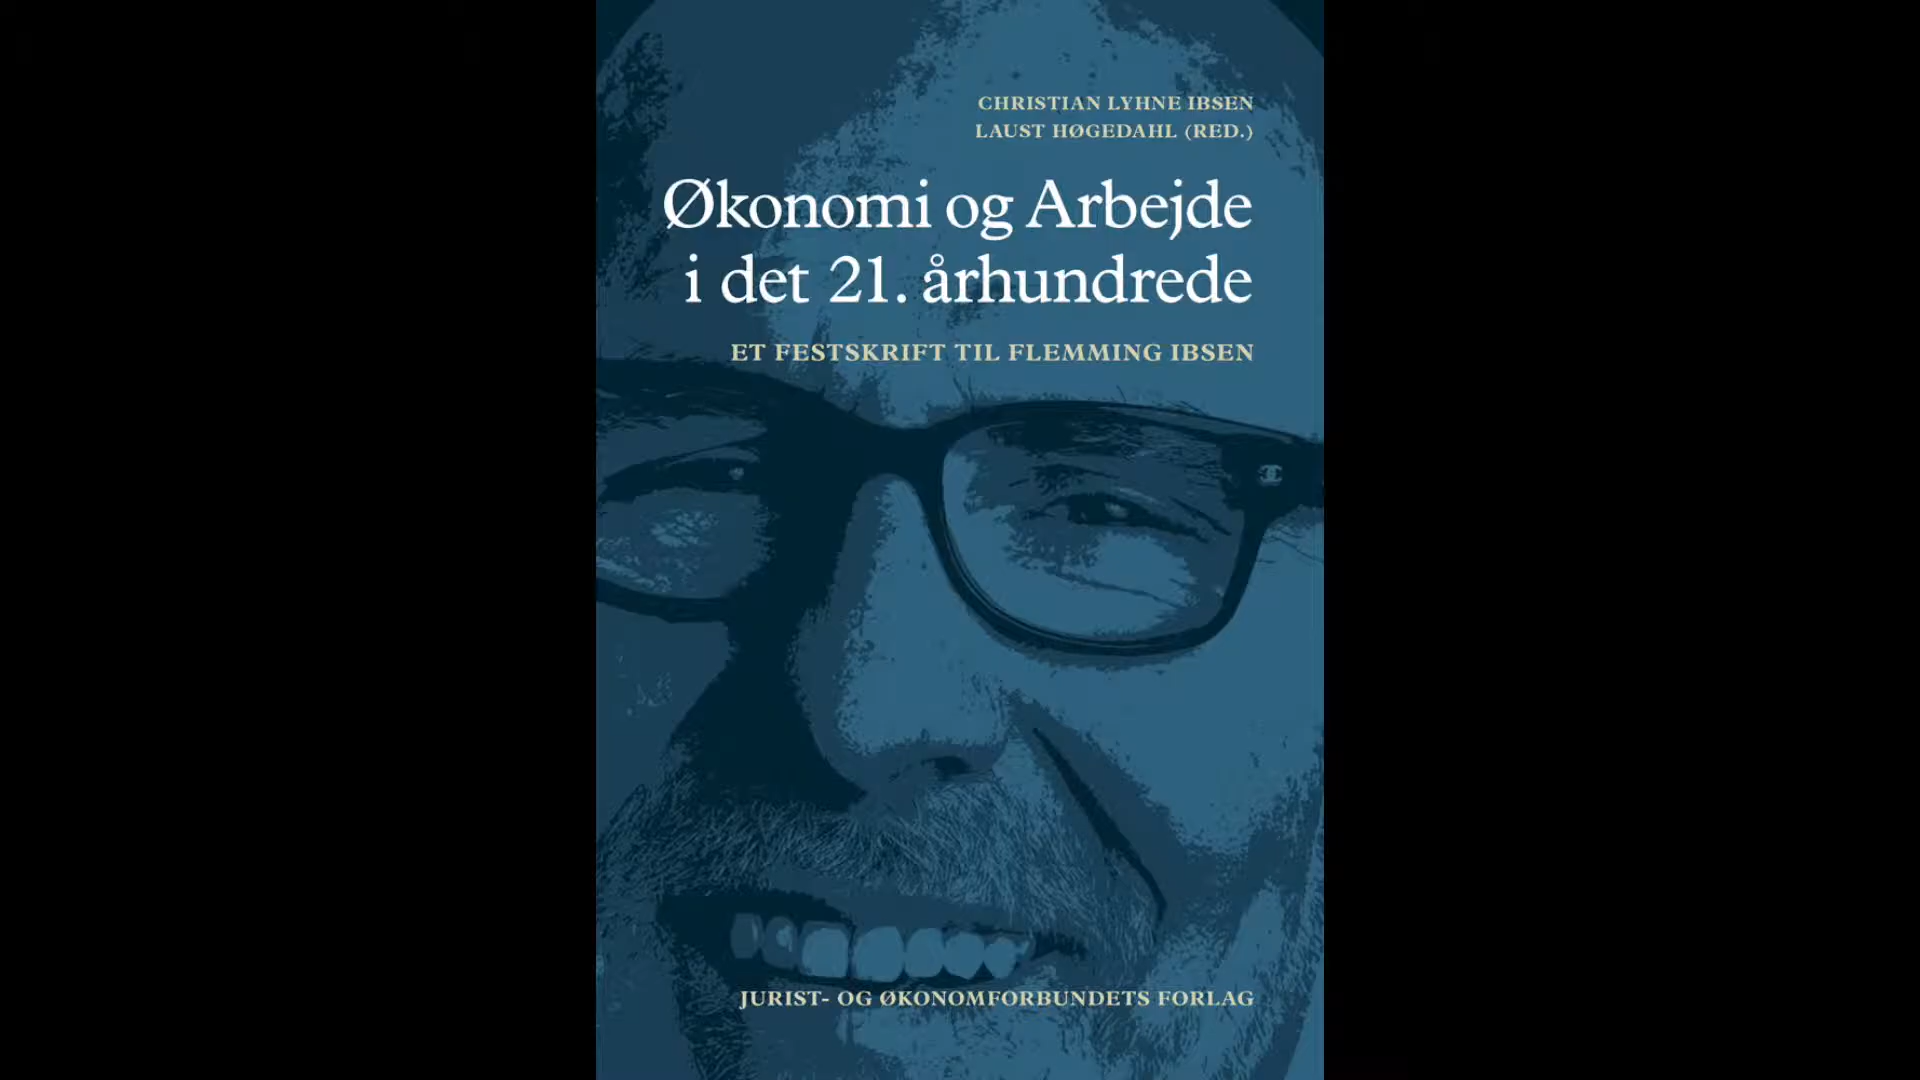 CHRISTIAN LYHNE IBSEN
LAUST HØGEDAHL (RED.)
Økonomi og Arbejde
i det 21. århundrede
ET FESTSKRIFT TIL FLEMMING IBSEN
JURIST- OG ØKONOMFORBUNDETS FORLAG